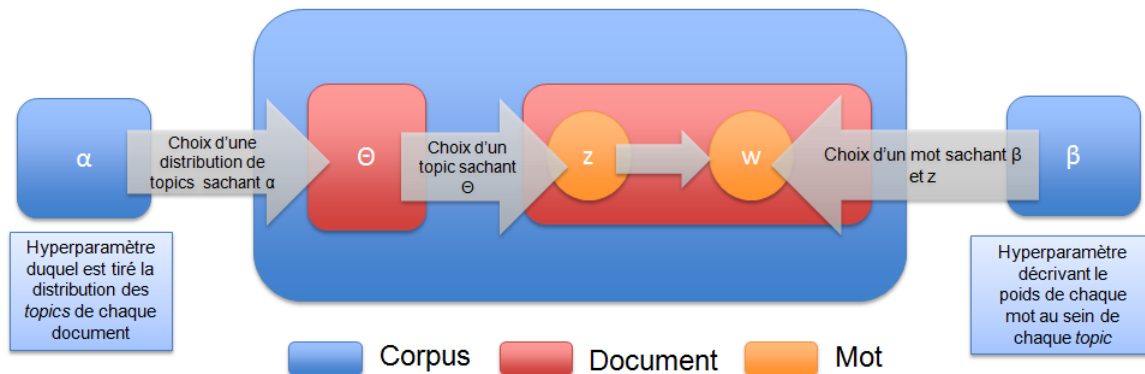 α
Choix d'une
distribution de
topics sachant α
Θ
Choix d'un
topic sachant
Θ
z
w
Choix d'un mot sachant β
et z
β
Hyperparamètre
duquel est tiré la
distribution des
topics de chaque
document
Hyperparamètre
décrivant le
poids de chaque
mot au sein de
chaque topic
Corpus
Document
Mot